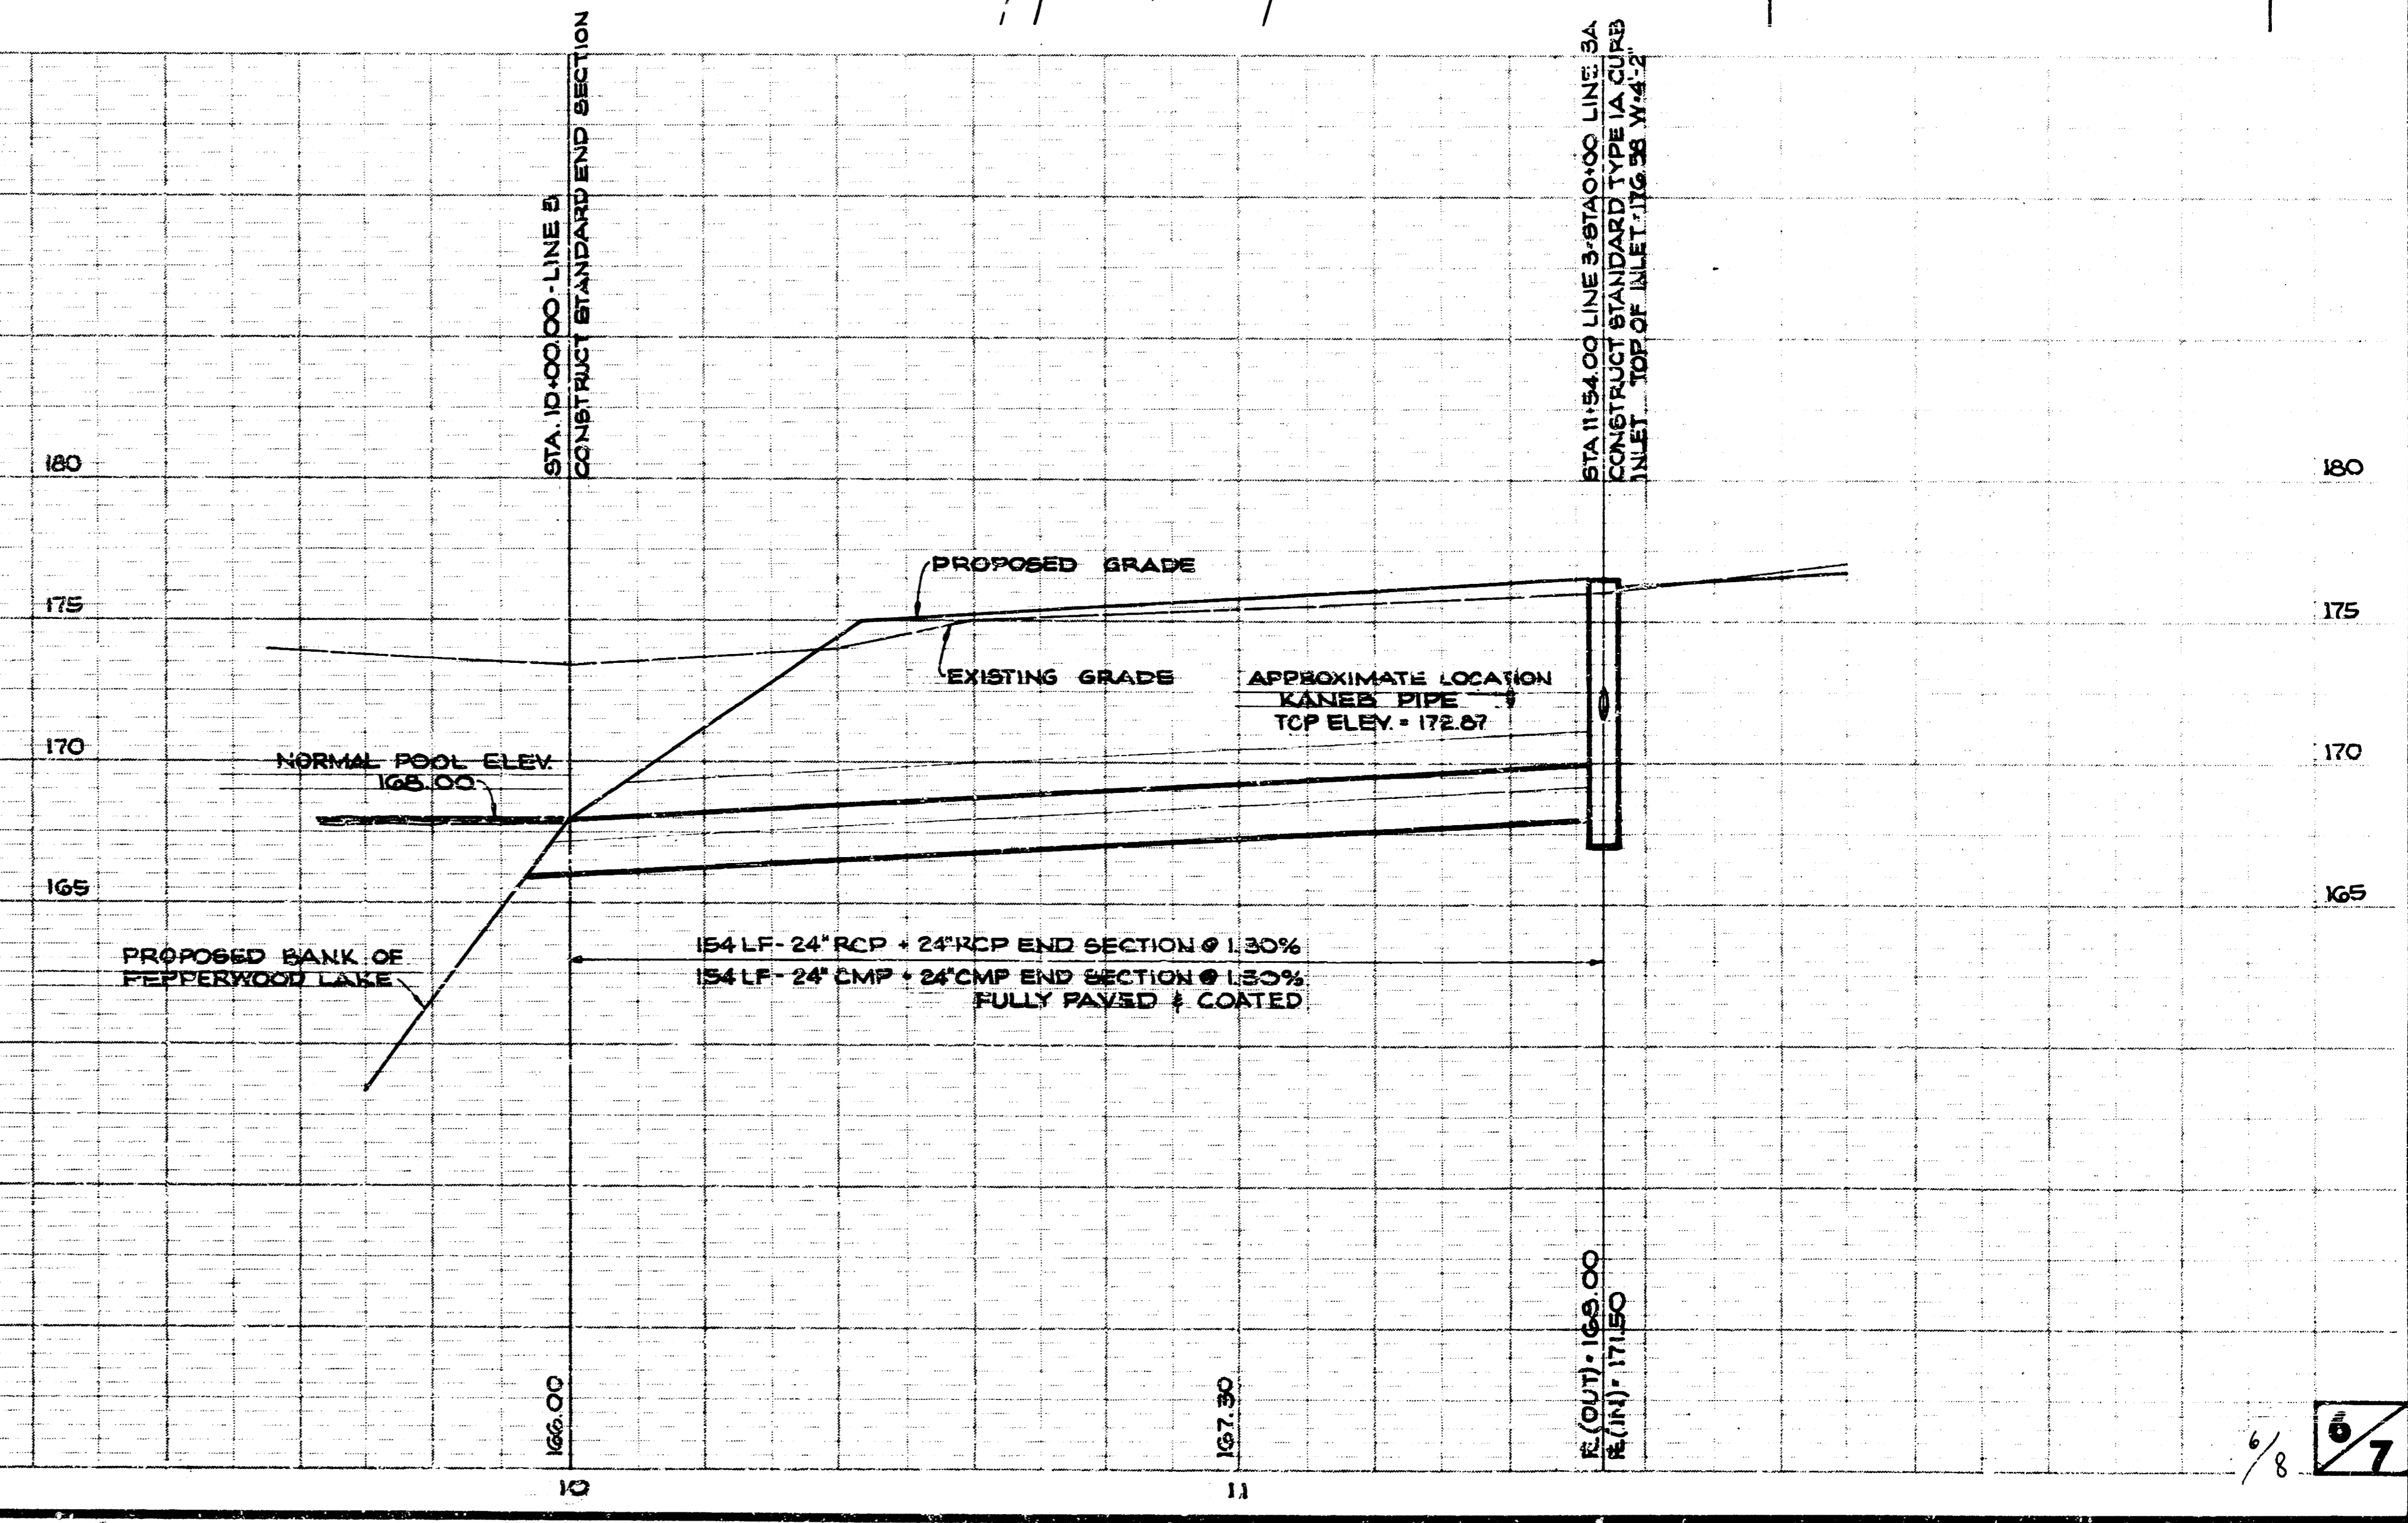 STA. 10+00.00-LINE 3
CONSTRUCT STANDARD END SECTION
STA 11+54.00 LINE 3=STA 0+00 LINE 3A
CONSTRUCT STANDARD TYPE 1A CURB
INLET TOP OF INLET=176.58 W=4'-2"
180
180
PROPOSED GRADE
175
175
EXISTING GRADE
APPROXIMATE LOCATION
KANEB PIPE
TOP ELEV. = 172.87
170
170
NORMAL POOL ELEV.
168.00
165
165
PROPOSED BANK OF
PEPPERWOOD LAKE
154 LF- 24" RCP + 24" RCP END SECTION @ 1.30%
154 LF- 24" CMP + 24" CMP END SECTION @ 1.30%
FULLY PAVED & COATED
166.00
167.30
FL(OUT)=168.00
FL(IN)=171.50
10
11
6/8
6/7